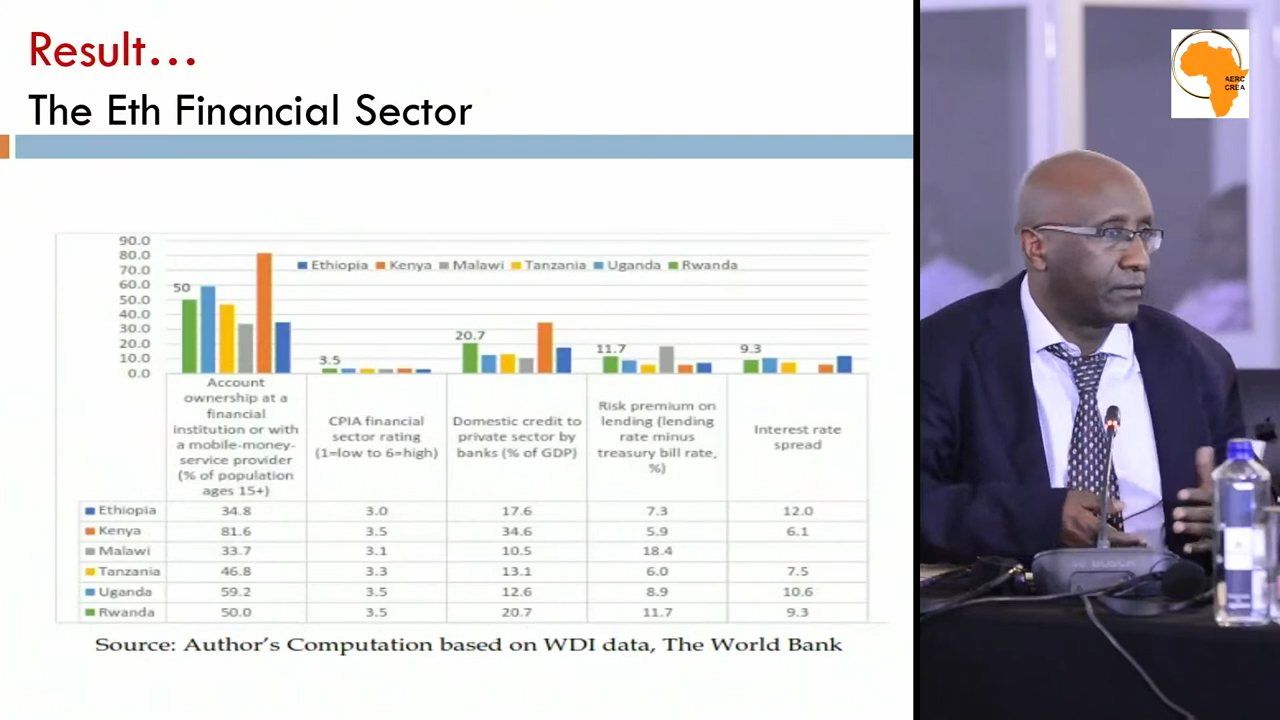 Result...
The Eth Financial Sector
AERC
CREA
90.0
80.0
70.0
60.0
50.0
40.0
30.0
20.0
10.0
0.0
Ethiopia Kenya Malawi Tanzania Uganda Rwanda
50
3.5
20.7
11.7
9.3
Account
ownership at a
financial
institution or with
a mobile-money-
service provider
(% of population
ages 15+)
CPIA financial
sector rating
(1=low to 6=high)
Domestic credit to
private sector by
banks (% of GDP)
Risk premium on
lending (lending
rate minus
treasury bill rate,
%)
Interest rate
spread
Ethiopia 34.8 3.0 17.6 7.3 12.0
Kenya 81.6 3.5 34.6 5.9 6.1
Malawi 33.7 3.1 10.5 18.4
Tanzania 46.8 3.3 13.1 6.0 7.5
Uganda 59.2 3.5 12.6 8.9 10.6
Rwanda 50.0 3.5 20.7 11.7 9.3
Source: Author's Computation based on WDI data, The World Bank